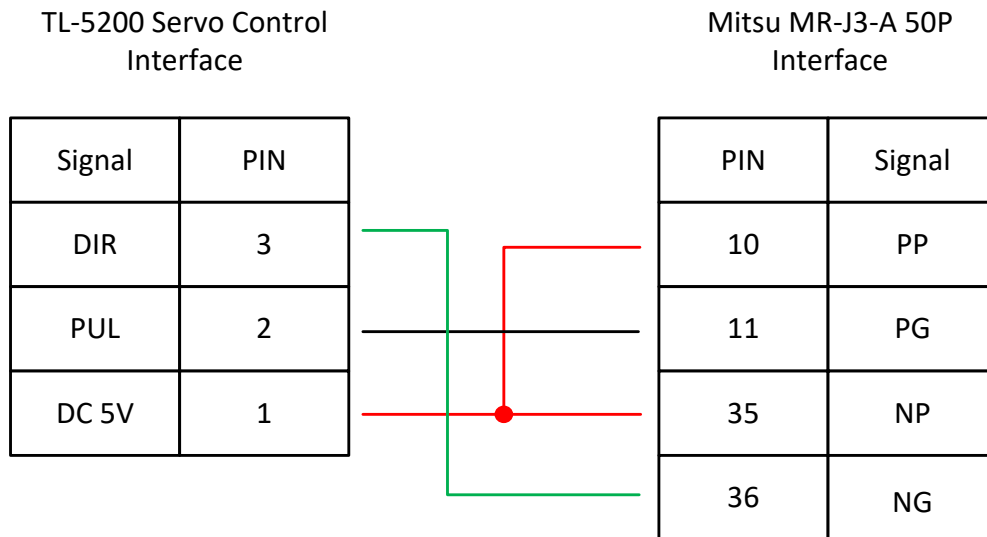 TL-5200 Servo Control
Interface
Mitsu MR-J3-A 50P
Interface
Signal PIN
DIR 3
PUL 2
DC 5V 1
PIN Signal
10 PP
11 PG
35 NP
36 NG